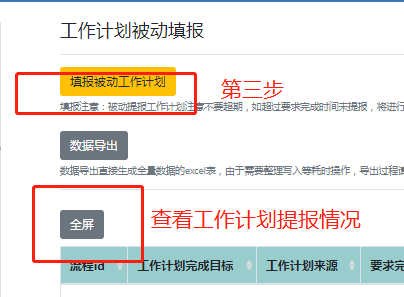 工作计划被动填报
填报被动工作计划
第三步
填报注意：被动提报工作计划注意不要超期，如超过要求完成时间未提报，将进行
数据导出
数据导出直接生成全量数据的excel表，由于需要整理写入等耗时操作，导出过程
全屏
查看工作计划提报情况
流程id 工作计划完成目标 工作计划来源 要求完